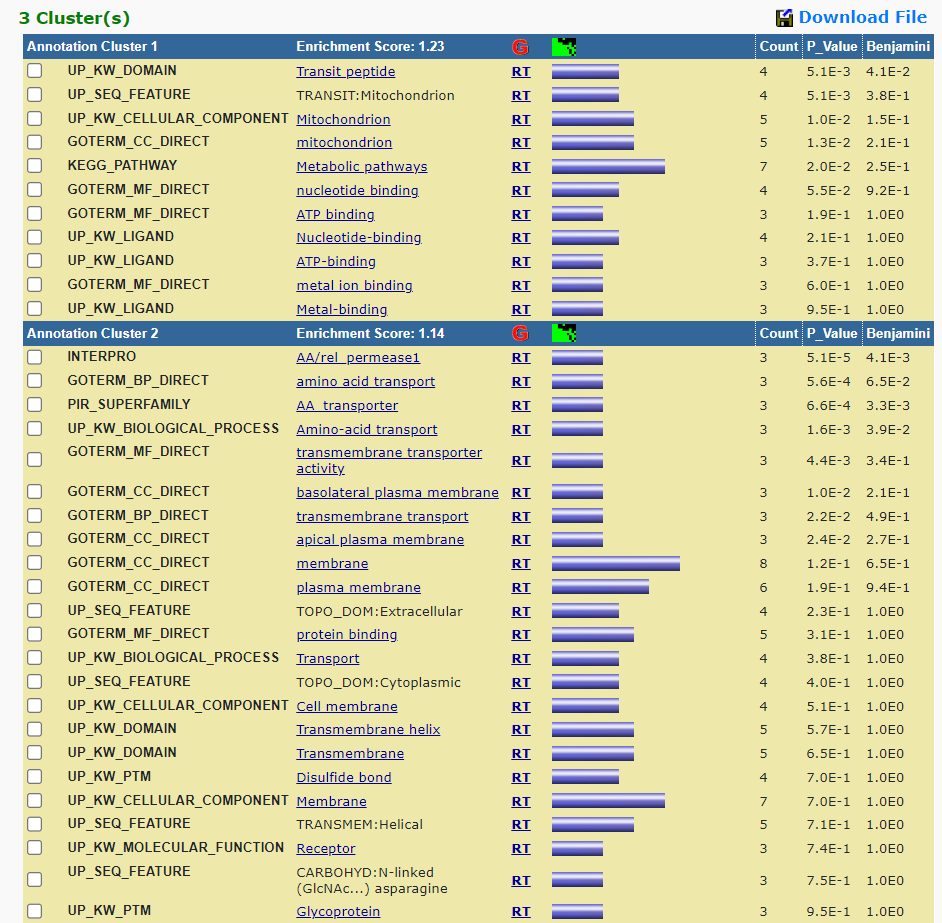 3 Cluster(s)
Download File
Annotation Cluster 1 Enrichment Score: 1.23 G Count P_Value Benjamini
UP_KW_DOMAIN Transit peptide RT 4 5.1E-3 4.1E-2
UP_SEQ_FEATURE TRANSIT:Mitochondrion RT 4 5.1E-3 3.8E-1
UP_KW_CELLULAR_COMPONENT Mitochondrion RT 5 1.0E-2 1.5E-1
GOTERM_CC_DIRECT mitochondrion RT 5 1.3E-2 2.1E-1
KEGG_PATHWAY Metabolic pathways RT 7 2.0E-2 2.5E-1
GOTERM_MF_DIRECT nucleotide binding RT 4 5.5E-2 9.2E-1
GOTERM_MF_DIRECT ATP binding RT 3 1.9E-1 1.0E0
UP_KW_LIGAND Nucleotide-binding RT 4 2.1E-1 1.0E0
UP_KW_LIGAND ATP-binding RT 3 3.7E-1 1.0E0
GOTERM_MF_DIRECT metal ion binding RT 3 6.0E-1 1.0E0
UP_KW_LIGAND Metal-binding RT 3 9.5E-1 1.0E0
Annotation Cluster 2 Enrichment Score: 1.14 G Count P_Value Benjamini
INTERPRO AA/rel_permease1 RT 3 5.1E-5 4.1E-3
GOTERM_BP_DIRECT amino acid transport RT 3 5.6E-4 6.5E-2
PIR_SUPERFAMILY AA_transporter RT 3 6.6E-4 3.3E-3
UP_KW_BIOLOGICAL_PROCESS Amino-acid transport RT 3 1.6E-3 3.9E-2
GOTERM_MF_DIRECT transmembrane transporter
activity RT 3 4.4E-3 3.4E-1
GOTERM_CC_DIRECT basolateral plasma membrane RT 3 1.0E-2 2.1E-1
GOTERM_BP_DIRECT transmembrane transport RT 3 2.2E-2 4.9E-1
GOTERM_CC_DIRECT apical plasma membrane RT 3 2.4E-2 2.7E-1
GOTERM_CC_DIRECT membrane RT 8 1.2E-1 6.5E-1
GOTERM_CC_DIRECT plasma membrane RT 6 1.9E-1 9.4E-1
UP_SEQ_FEATURE TOPO_DOM:Extracellular RT 4 2.3E-1 1.0E0
GOTERM_MF_DIRECT protein binding RT 5 3.1E-1 1.0E0
UP_KW_BIOLOGICAL_PROCESS Transport RT 4 3.8E-1 1.0E0
UP_SEQ_FEATURE TOPO_DOM:Cytoplasmic RT 4 4.0E-1 1.0E0
UP_KW_CELLULAR_COMPONENT Cell membrane RT 4 5.1E-1 1.0E0
UP_KW_DOMAIN Transmembrane helix RT 5 5.7E-1 1.0E0
UP_KW_DOMAIN Transmembrane RT 5 6.5E-1 1.0E0
UP_KW_PTM Disulfide bond RT 4 7.0E-1 1.0E0
UP_KW_CELLULAR_COMPONENT Membrane RT 7 7.0E-1 1.0E0
UP_SEQ_FEATURE TRANSMEM:Helical RT 5 7.1E-1 1.0E0
UP_KW_MOLECULAR_FUNCTION Receptor RT 3 7.4E-1 1.0E0
UP_SEQ_FEATURE CARBOHYD:N-linked
(GlcNAc...) asparagine RT 3 7.5E-1 1.0E0
UP_KW_PTM Glycoprotein RT 3 9.5E-1 1.0E0